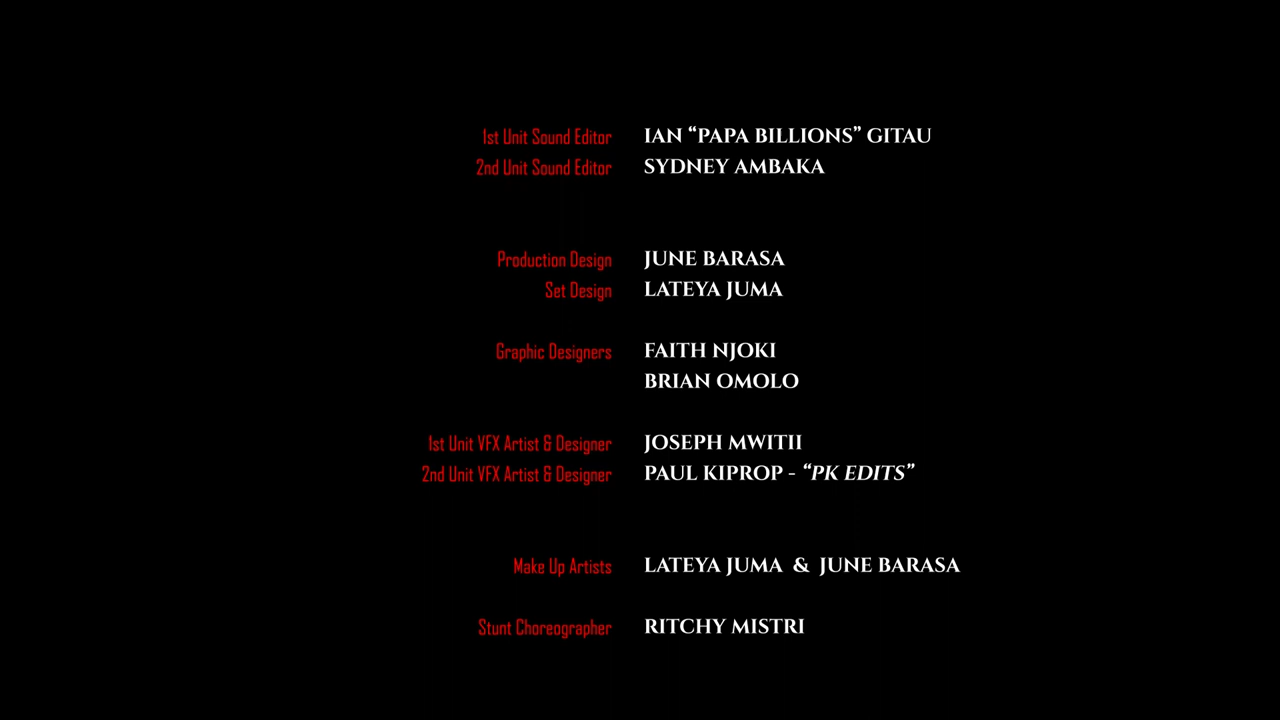 1st Unit Sound Editor IAN “PAPA BILLIONS” GITAU
2nd Unit Sound Editor SYDNEY AMBAKA
Production Design JUNE BARASA
Set Design LATEYA JUMA
Graphic Designers FAITH NJOKI
BRIAN OMOLO
1st Unit VFX Artist & Designer JOSEPH MWITII
2nd Unit VFX Artist & Designer PAUL KIPROP - “PK EDITS”
Make Up Artists LATEYA JUMA & JUNE BARASA
Stunt Choreographer RITCHY MISTRI